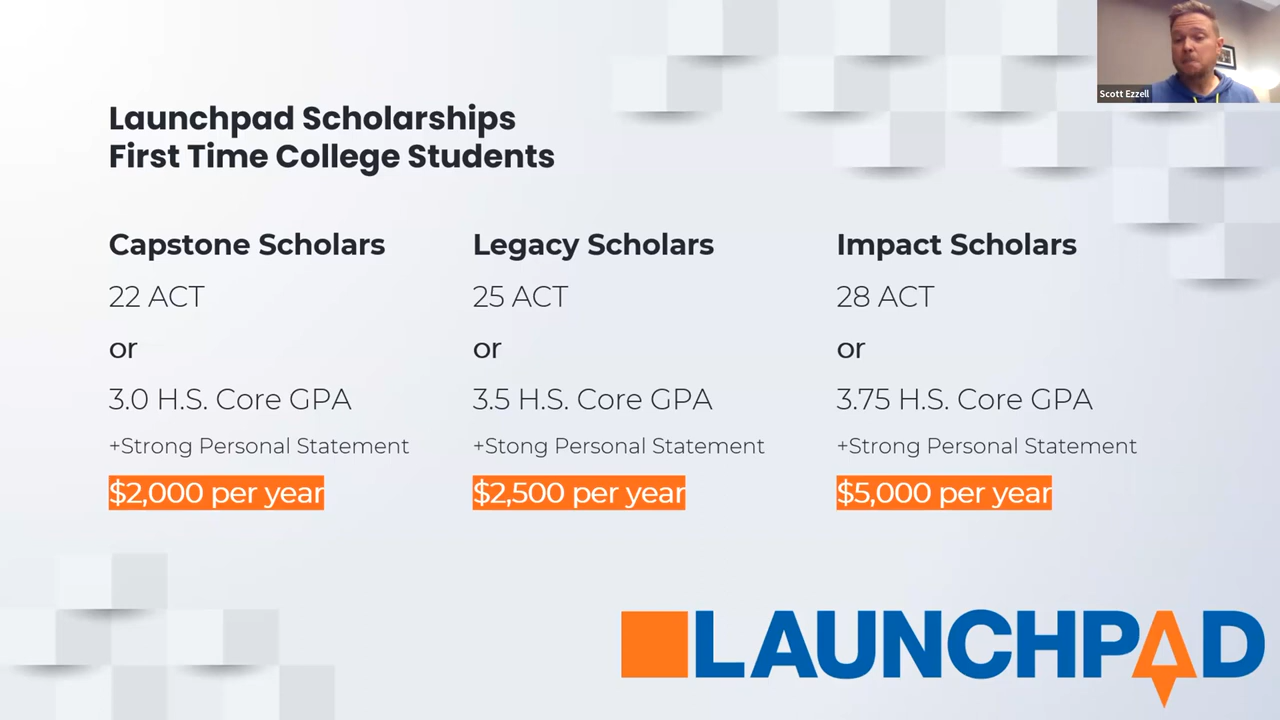 Scott Ezzell
Launchpad Scholarships
First Time College Students
Capstone Scholars
22 ACT
or
3.0 H.S. Core GPA
+Strong Personal Statement
$2,000 per year
Legacy Scholars
25 ACT
or
3.5 H.S. Core GPA
+Stong Personal Statement
$2,500 per year
Impact Scholars
28 ACT
or
3.75 H.S. Core GPA
+Strong Personal Statement
$5,000 per year
LAUNCHPAD